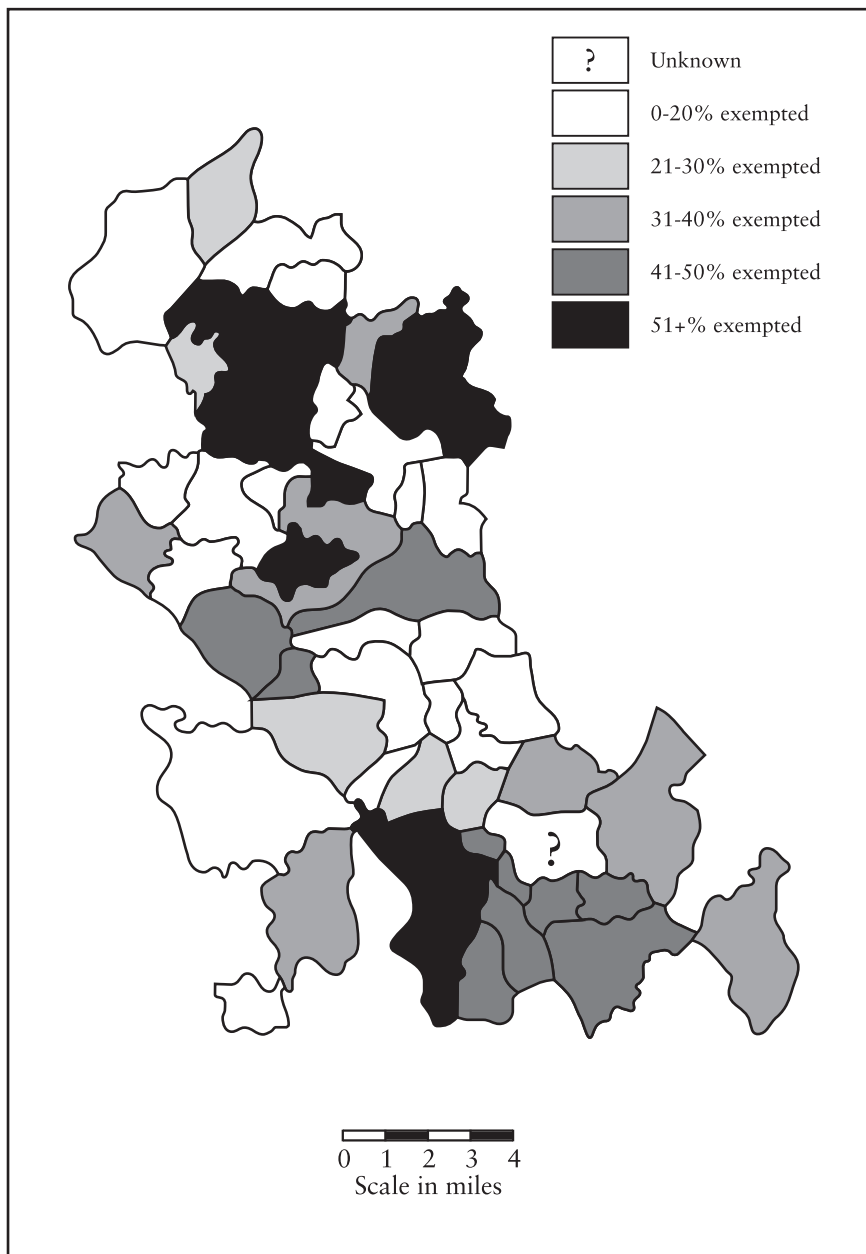 ? Unknown
0-20% exempted
21-30% exempted
31-40% exempted
41-50% exempted
51+% exempted
?
0 1 2 3 4
Scale in miles